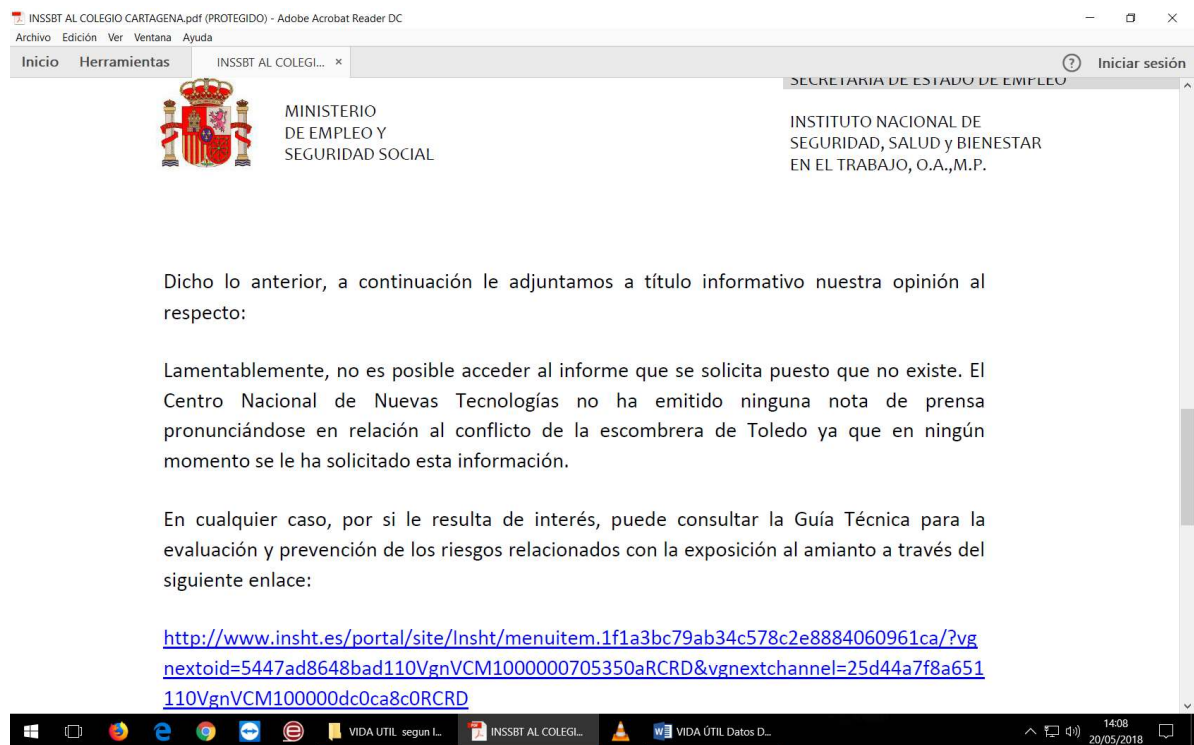 INSSBT AL COLEGIO CARTAGENA.pdf (PROTEGIDO) - Adobe Acrobat Reader DC
Archivo Edición Ver Ventana Ayuda
Inicio Herramientas INSSBT AL COLEGI... × ? Iniciar sesión
SECRETARÍA DE ESTADO DE EMPLEO
MINISTERIO
DE EMPLEO Y
SEGURIDAD SOCIAL
INSTITUTO NACIONAL DE
SEGURIDAD, SALUD y BIENESTAR
EN EL TRABAJO, O.A.,M.P.
Dicho lo anterior, a continuación le adjuntamos a título informativo nuestra opinión al
respecto:
Lamentablemente, no es posible acceder al informe que se solicita puesto que no existe. El
Centro Nacional de Nuevas Tecnologías no ha emitido ninguna nota de prensa
pronunciándose en relación al conflicto de la escombrera de Toledo ya que en ningún
momento se le ha solicitado esta información.
En cualquier caso, por si le resulta de interés, puede consultar la Guía Técnica para la
evaluación y prevención de los riesgos relacionados con la exposición al amianto a través del
siguiente enlace:
http://www.insht.es/portal/site/Insht/menuitem.1f1a3bc79ab34c578c2e8884060961ca/?vg
nextoid=5447ad8648bad110VgnVCM1000000705350aRCRD&vgnextchannel=25d44a7f8a651
110VgnVCM100000dc0ca8c0RCRD
VIDA UTIL segun I... INSSBT AL COLEGI... VIDA ÚTIL Datos D... 14:08
20/05/2018